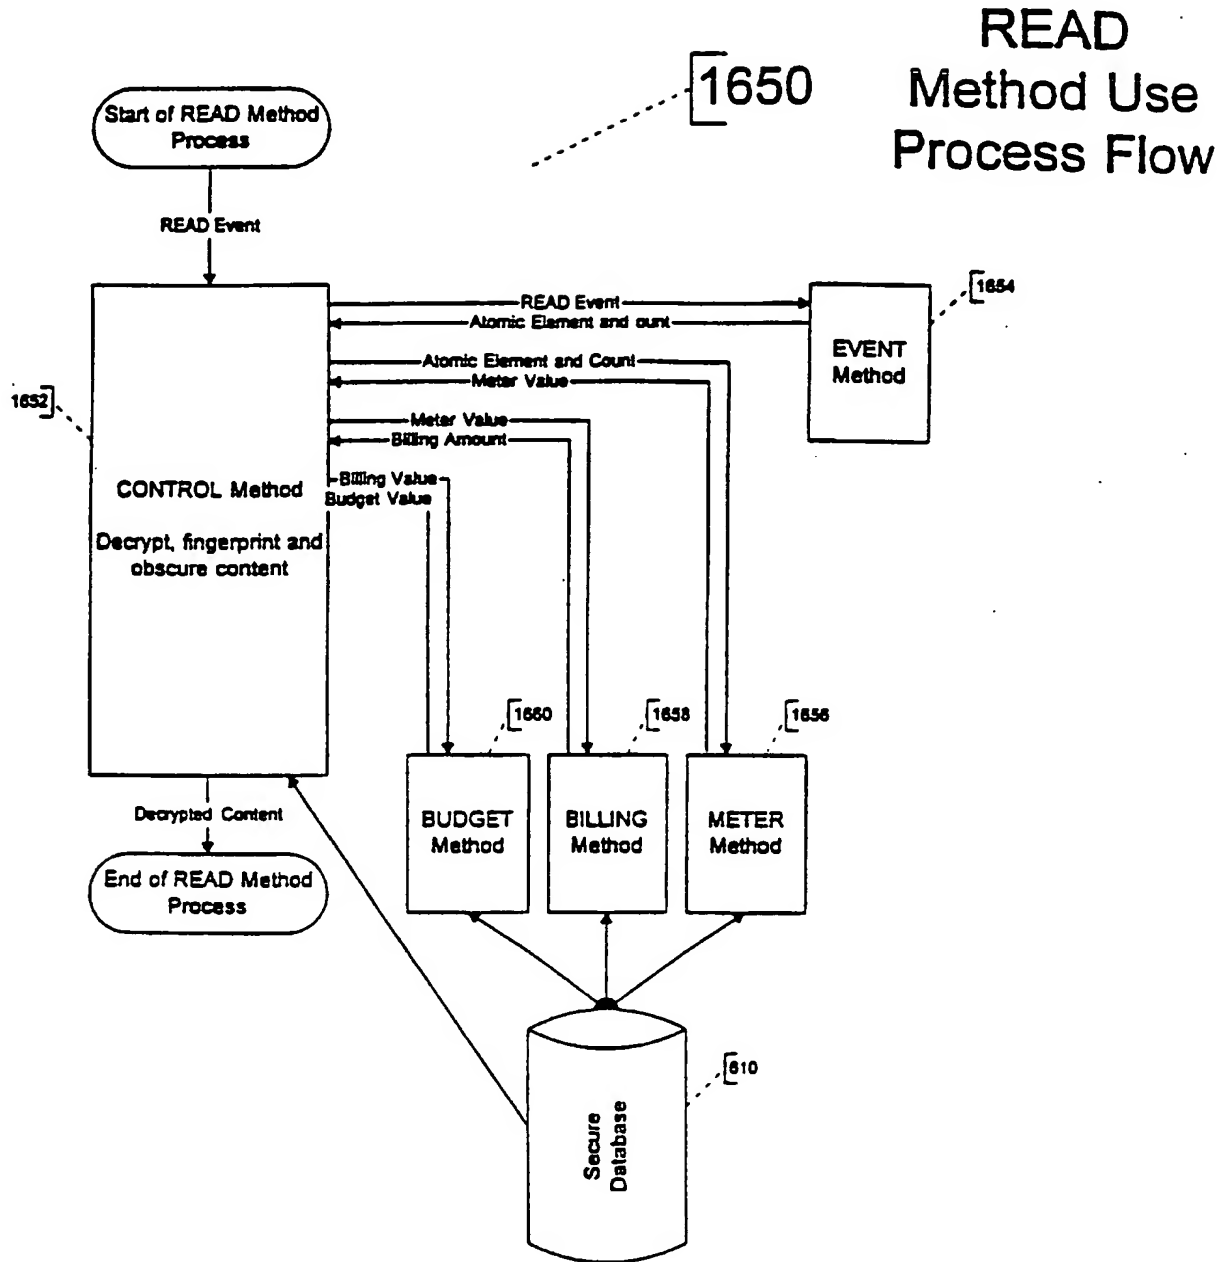 READ
Method Use
Process Flow
1650
Start of READ Method
Process
READ Event
READ Event
Atomic Element and ount
1654
EVENT
Method
Atomic Element and Count
Meter Value
1652
Meter Value
Billing Amount
Billing Value
Budget Value
CONTROL Method
Decrypt, fingerprint and
obscure content
1660
1658
1656
BUDGET
Method
BILLING
Method
METER
Method
Decrypted Content
End of READ Method
Process
610
Secure
Database